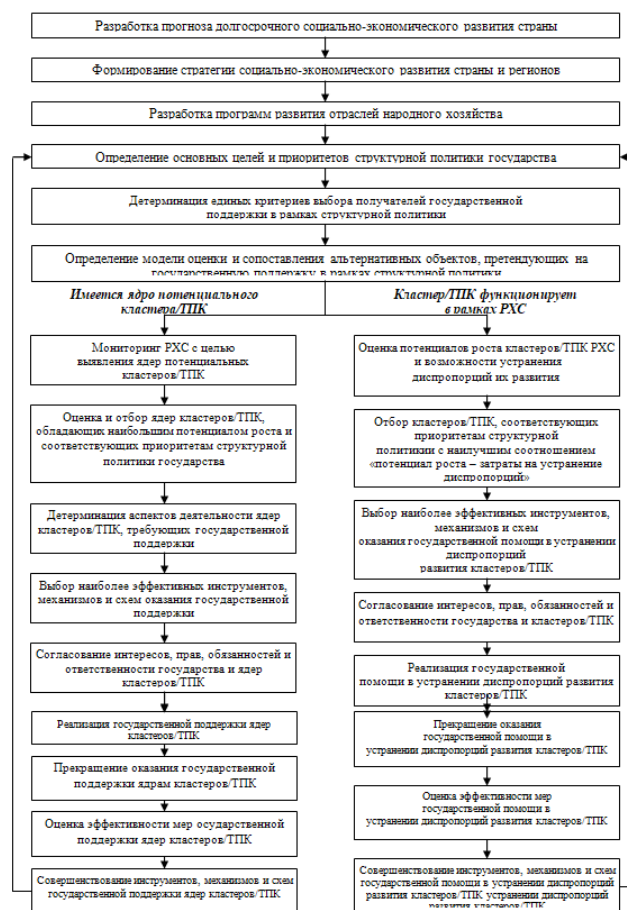 Разработка прогноза долгосрочного социально-экономического развития страны
Формирование стратегии социально-экономического развития страны и регионов
Разработка программ развития отраслей народного хозяйства
Определение основных целей и приоритетов структурной политики государства
Детерминация единых критериев выбора получателей государственной
поддержки в рамках структурной политики
Определение модели оценки и сопоставления альтернативных объектов, претендующих на
государственную поддержку в рамках структурной политики
Имеется ядро потенциального
кластера/ТПК
Мониторинг РХС с целью
выявления ядер потенциальных
кластеров/ТПК
Оценка и отбор ядер кластеров/ТПК,
обладающих наибольшим потенциалом роста и
соответствующих приоритетам структурной
политики государства
Детерминация аспектов деятельности ядер
кластеров/ТПК, требующих государственной
поддержки
Выбор наиболее эффективных инструментов,
механизмов и схем оказания государственной
поддержки
Согласование интересов, прав, обязанностей и
ответственности государства и ядер
кластеров/ТПК
Реализация государственной поддержки ядер
кластеров/ТПК
Прекращение оказания государственной
поддержки ядрам кластеров/ТПК
Оценка эффективности мер осударственной
поддержки ядер кластеров/ТПК
Совершенствование инструментов, механизмов и схем
государственной поддержки ядер кластеров/ТПК
Кластер/ТПК функционирует
в рамках РХС
Оценка потенциалов роста кластеров/ТПК РХС
и возможности устранения
диспропорций их развития
Отбор кластеров/ТПК, соответствующих
приоритетам структурной
политикии с наилучшим соотношением
«потенциал роста – затраты на устранение
диспропорций»
Выбор наиболее эффективных инструментов,
механизмов и схем
оказания государственной помощи в устранении
диспропорций
развития кластеров/ТПК
Согласование интересов, прав, обязанностей и
ответственности государства и кластеров/ТПК
Реализация государственной
помощи в устранении диспропорций развития
кластеров/ТПК
Прекращение оказания
государственной помощи в
устранении диспропорций развития кластеров/ТПК
Оценка эффективности мер
государственной помощи в
устранении диспропорций развития кластеров/ТПК
Совершенствование инструментов, механизмов и схем
государственной помощи в устранении диспропорций
развития кластеров/ТПК устранении диспропорций
развития кластеров/ТПК